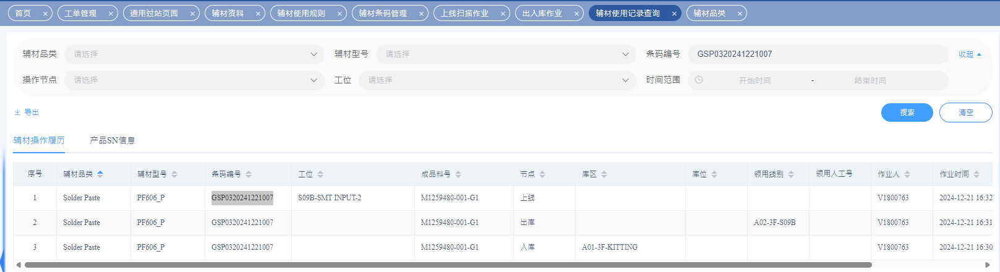 首页 × 工单管理 × 通用过站页面 × 辅材资料 × 辅材使用规则 × 辅材条码管理 × 上线扫描作业 × 出入库作业 × 辅材使用记录查询 × 辅材品类 ×
辅材品类 请选择 辅材型号 请选择 条码编号 GSP0320241221007 收起
操作节点 请选择 工位 请选择 时间范围 开始时间 - 结束时间
导出 搜索 清空
辅材操作履历 产品SN信息
序号 辅材品类 辅材型号 条码编号 工位 成品料号 节点 库区 库位 领用线别 领用人工号 作业人 作业时间
1 Solder Paste PF606_P GSP0320241221007 S09B-SMT INPUT-2 M1259480-001-G1 上线 V1800763 2024-12-21 16:32
2 Solder Paste PF606_P GSP0320241221007 M1259480-001-G1 出库 A02-3F-S09B V1800763 2024-12-21 16:31
3 Solder Paste PF606_P GSP0320241221007 M1259480-001-G1 入库 A01-3F-KITTING V1800763 2024-12-21 16:30